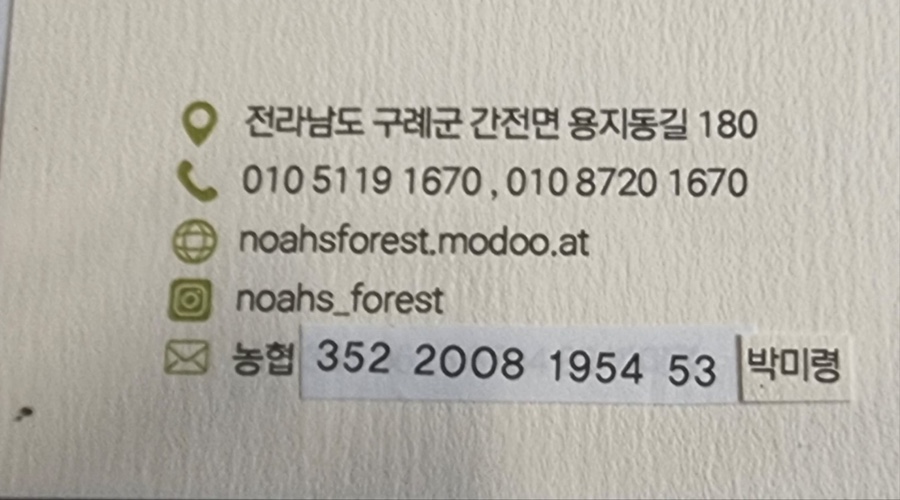 전라남도 구례군 간전면 용지동길 180
010 5119 1670 , 010 8720 1670
noahsforest.modoo.at
noahs_forest
농협 352 2008 1954 53 박미령